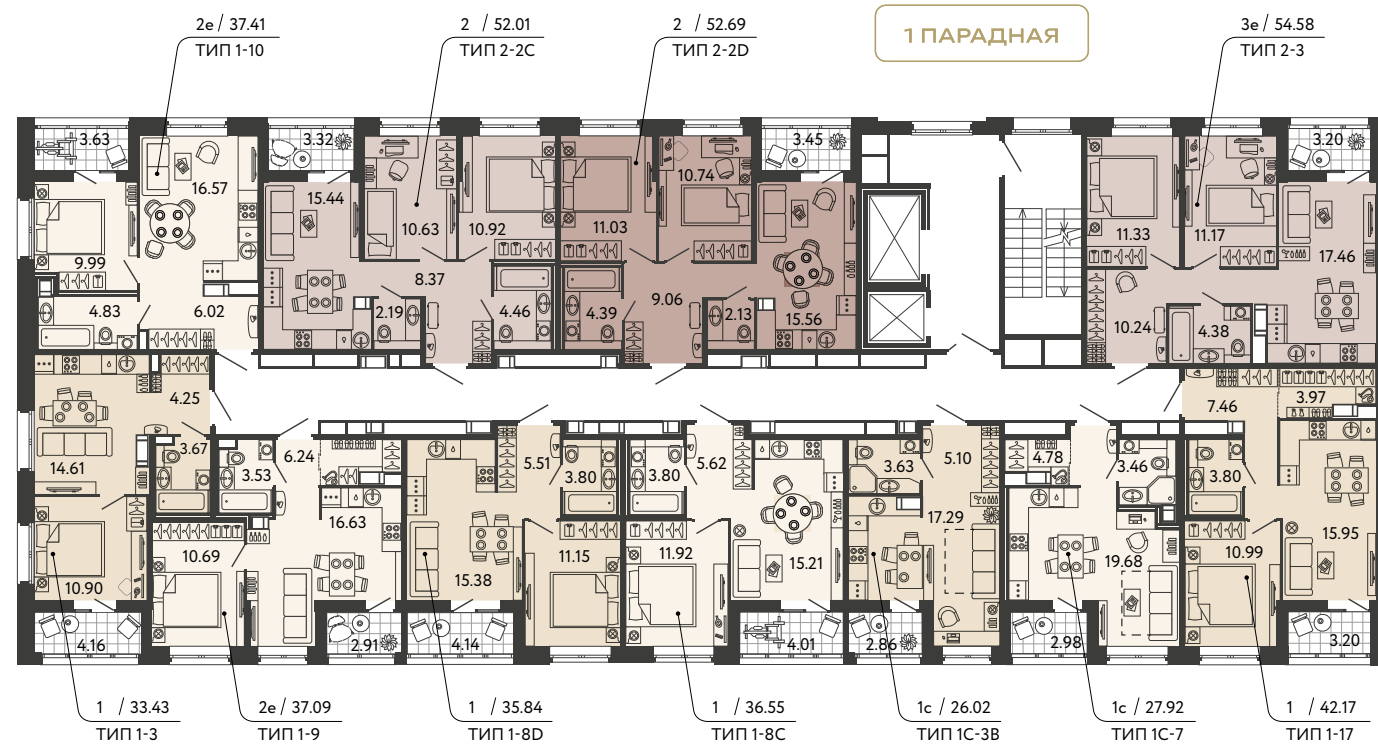 2е / 37.41
ТИП 1-10
2 / 52.01
ТИП 2-2C
2 / 52.69
ТИП 2-2D
1 ПАРАДНАЯ
3е / 54.58
ТИП 2-3
3.63
16.57
9.99
4.83
6.02
3.32
15.44
10.63
10.92
8.37
2.19
4.46
11.03
10.74
3.45
4.39
9.06
2.13
15.56
11.33
11.17
3.20
17.46
10.24
4.38
4.25
3.67
14.61
10.90
4.16
3.53
6.24
16.63
10.69
2.91
5.51
3.80
15.38
11.15
4.14
3.80
5.62
11.92
15.21
4.01
3.63
5.10
17.29
2.86
4.78
3.46
19.68
2.98
7.46
3.97
3.80
15.95
10.99
3.20
1 / 33.43
ТИП 1-3
2е / 37.09
ТИП 1-9
1 / 35.84
ТИП 1-8D
1 / 36.55
ТИП 1-8C
1с / 26.02
ТИП 1С-3В
1с / 27.92
ТИП 1С-7
1 / 42.17
ТИП 1-17